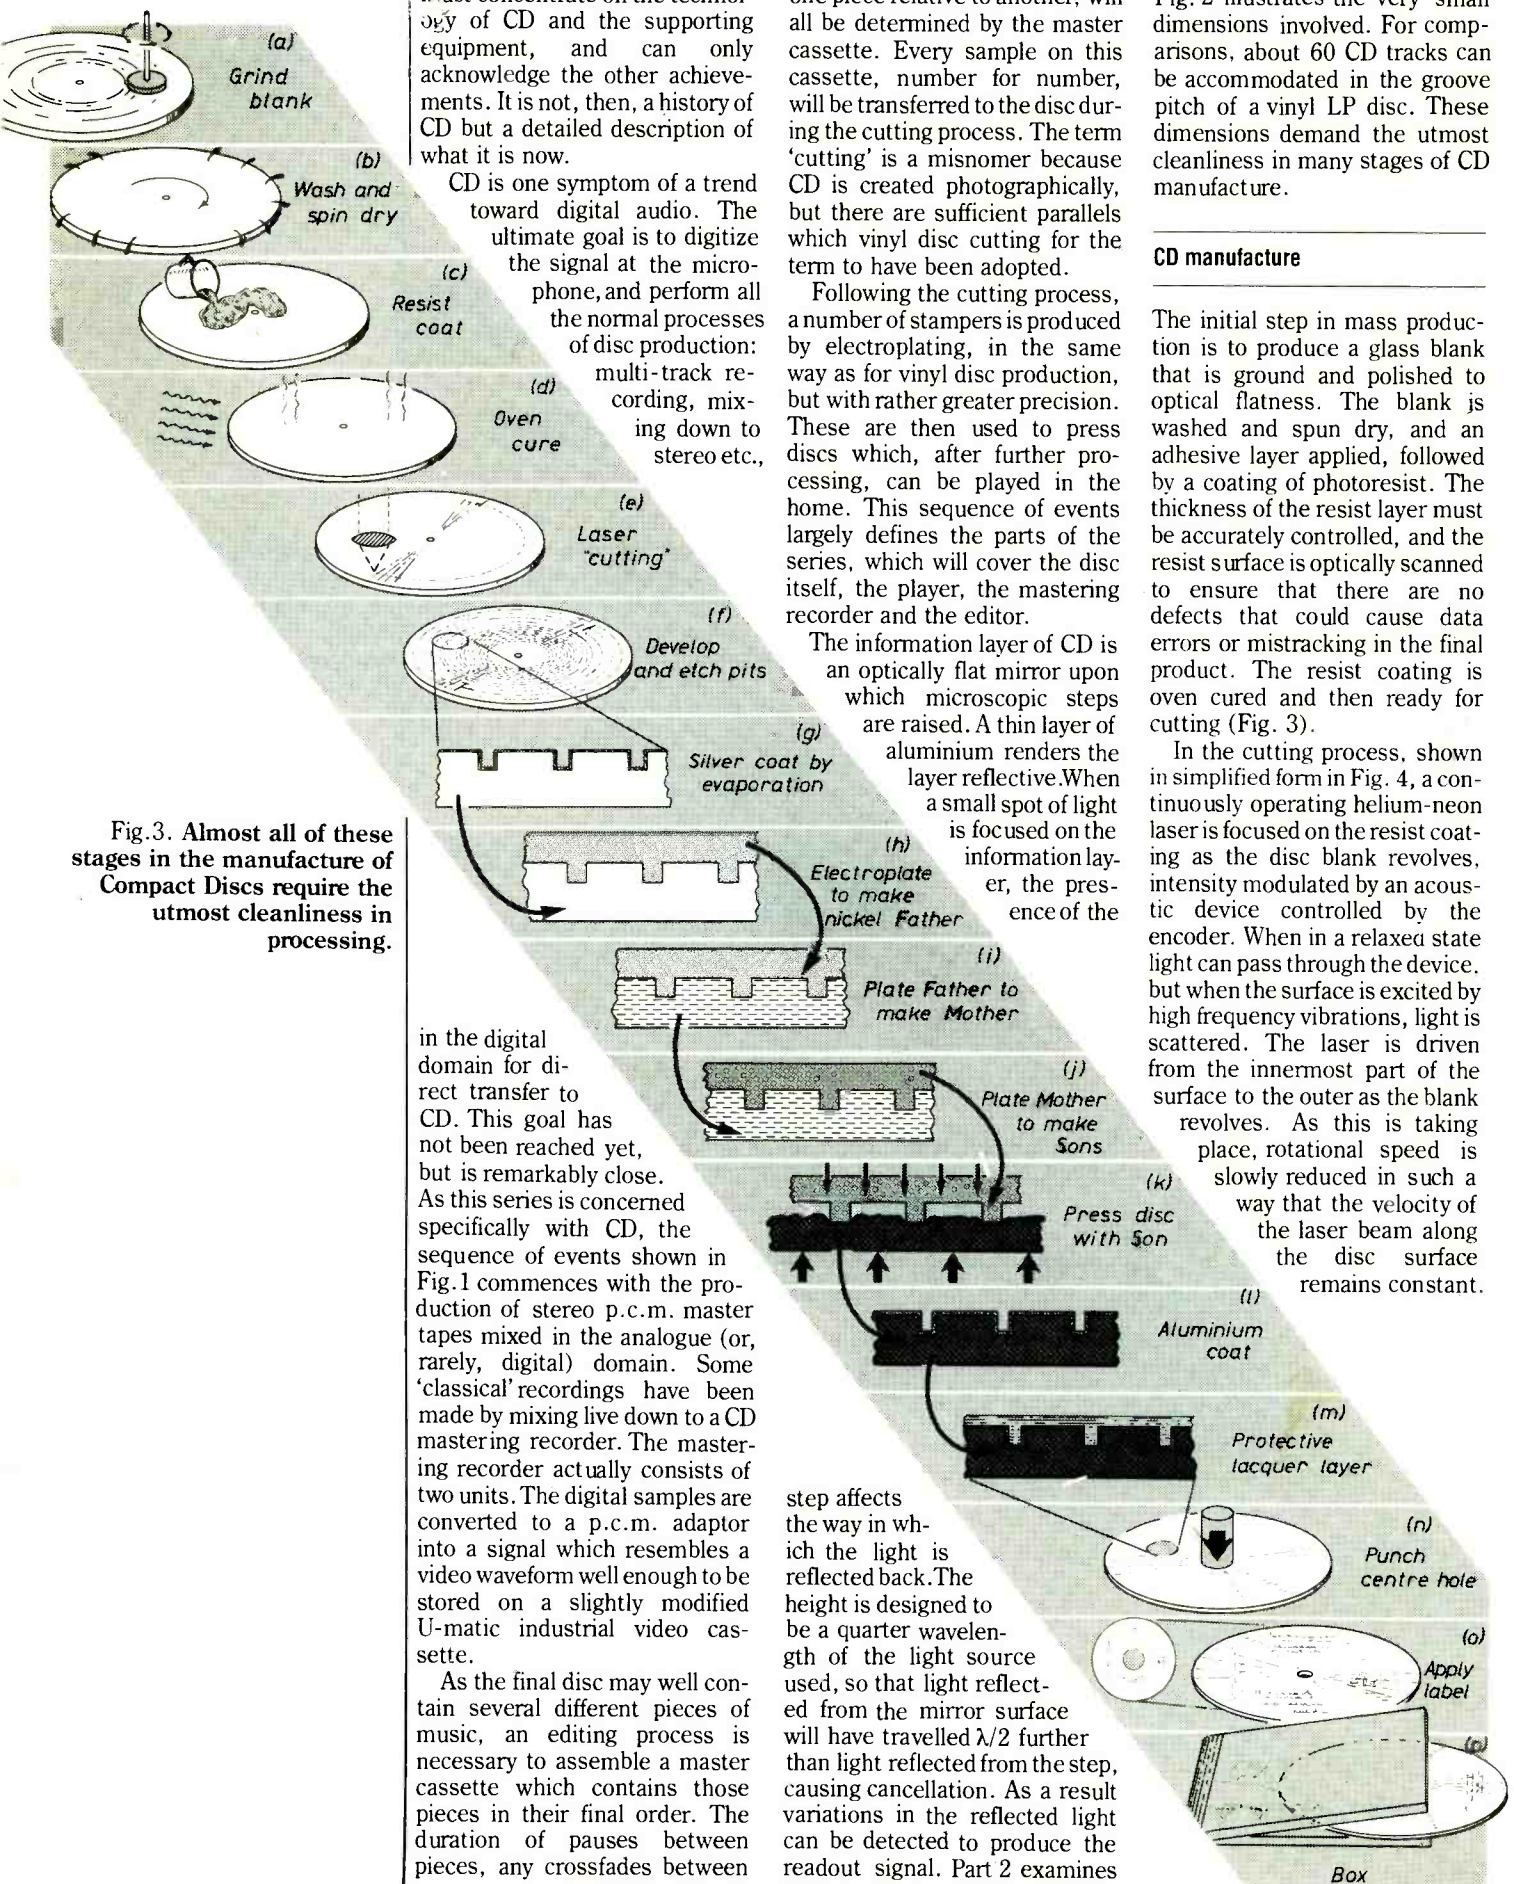 ogy of CD and the supporting
equipment, and can only
acknowledge the other achieve-
ments. It is not, then, a history of
CD but a detailed description of
what it is now.
CD is one symptom of a trend
toward digital audio. The
ultimate goal is to digitize
the signal at the micro-
phone, and perform all
the normal processes
of disc production:
multi-track re-
cording, mix-
ing down to
stereo etc.,
in the digital
domain for di-
rect transfer to
CD. This goal has
not been reached yet,
but is remarkably close.
As this series is concerned
specifically with CD, the
sequence of events shown in
Fig.1 commences with the pro-
duction of stereo p.c.m. master
tapes mixed in the analogue (or,
rarely, digital) domain. Some
'classical' recordings have been
made by mixing live down to a CD
mastering recorder. The master-
ing recorder actually consists of
two units. The digital samples are
converted to a p.c.m. adaptor
into a signal which resembles a
video waveform well enough to be
stored on a slightly modified
U-matic industrial video cas-
sette.
As the final disc may well con-
tain several different pieces of
music, an editing process is
necessary to assemble a master
cassette which contains those
pieces in their final order. The
duration of pauses between
pieces, any crossfades between
one piece relative to another, will
all be determined by the master
cassette. Every sample on this
cassette, number for number,
will be transferred to the disc dur-
ing the cutting process. The term
'cutting' is a misnomer because
CD is created photographically,
but there are sufficient parallels
which vinyl disc cutting for the
term to have been adopted.
Following the cutting process,
a number of stampers is produced
by electroplating, in the same
way as for vinyl disc production,
but with rather greater precision.
These are then used to press
discs which, after further pro-
cessing, can be played in the
home. This sequence of events
largely defines the parts of the
series, which will cover the disc
itself, the player, the mastering
recorder and the editor.
The information layer of CD is
an optically flat mirror upon
which microscopic steps
are raised. A thin layer of
aluminium renders the
layer reflective.When
a small spot of light
is focused on the
information lay-
er, the pres-
ence of the
step affects
the way in wh-
ich the light is
reflected back.The
height is designed to
be a quarter wavelen-
gth of the light source
used, so that light reflect-
ed from the mirror surface
will have travelled λ/2 further
than light reflected from the step,
causing cancellation. As a result
variations in the reflected light
can be detected to produce the
readout signal. Part 2 examines
Fig. 2 illustrates the very small
dimensions involved. For comp-
arisons, about 60 CD tracks can
be accommodated in the groove
pitch of a vinyl LP disc. These
dimensions demand the utmost
cleanliness in many stages of CD
manufacture.
CD manufacture
The initial step in mass produc-
tion is to produce a glass blank
that is ground and polished to
optical flatness. The blank is
washed and spun dry, and an
adhesive layer applied, followed
by a coating of photoresist. The
thickness of the resist layer must
be accurately controlled, and the
resist surface is optically scanned
to ensure that there are no
defects that could cause data
errors or mistracking in the final
product. The resist coating is
oven cured and then ready for
cutting (Fig. 3).
In the cutting process, shown
in simplified form in Fig. 4, a con-
tinuously operating helium-neon
laser is focused on the resist coat-
ing as the disc blank revolves,
intensity modulated by an acous-
tic device controlled by the
encoder. When in a relaxed state
light can pass through the device,
but when the surface is excited by
high frequency vibrations, light is
scattered. The laser is driven
from the innermost part of the
surface to the outer as the blank
revolves. As this is taking
place, rotational speed is
slowly reduced in such a
way that the velocity of
the laser beam along
the disc surface
remains constant.
(a)
Grind
blank
(b)
Wash and
spin dry
(c)
Resist
coat
(d)
Oven
cure
(e)
Laser
"cutting"
(f)
Develop
and etch pits
(g)
Silver coat by
evaporation
(h)
Electroplate
to make
nickel Father
(i)
Plate Father to
make Mother
(j)
Plate Mother
to make
Sons
(k)
Press disc
with Son
(l)
Aluminium
coat
(m)
Protective
lacquer layer
(n)
Punch
centre hole
(o)
Apply
label
(p)
Box
Fig.3. Almost all of these
stages in the manufacture of
Compact Discs require the
utmost cleanliness in
processing.